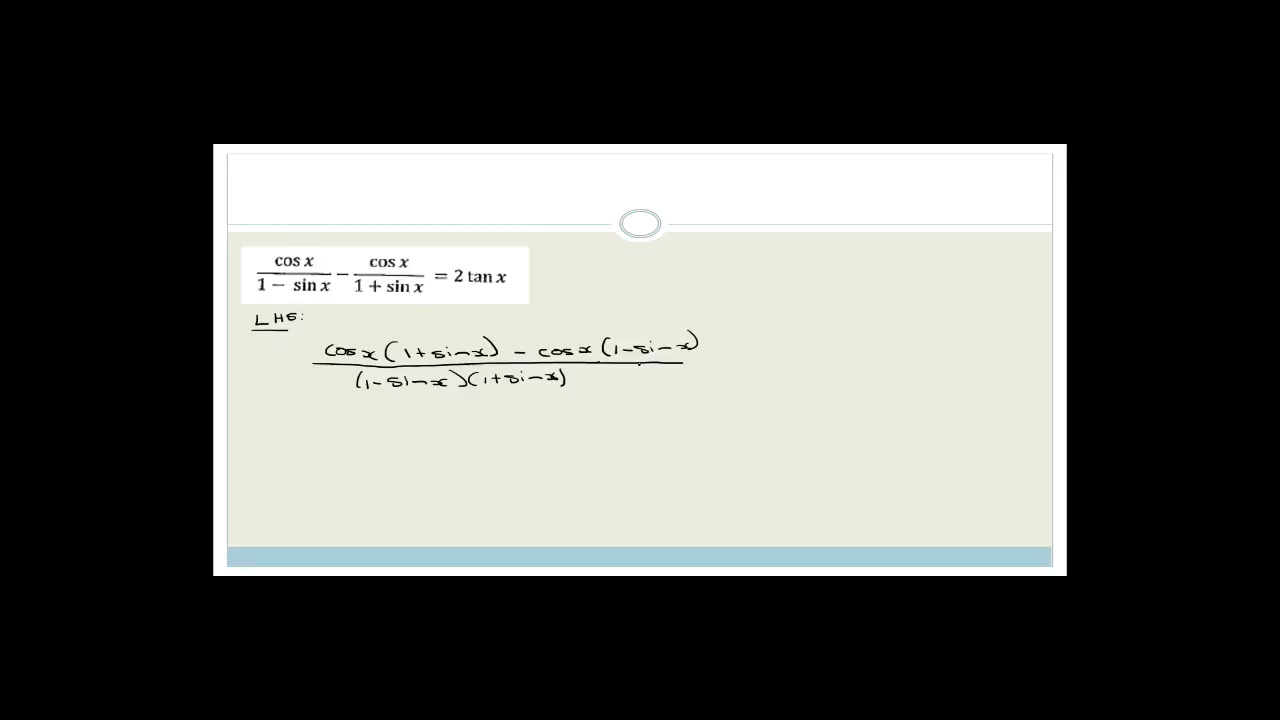 cos x / (1 − sin x) − cos x / (1 + sin x) = 2 tan x
LHS:
cos x (1 + sin x) − cos x (1 − sin x)
(1 − sin x)(1 + sin x)